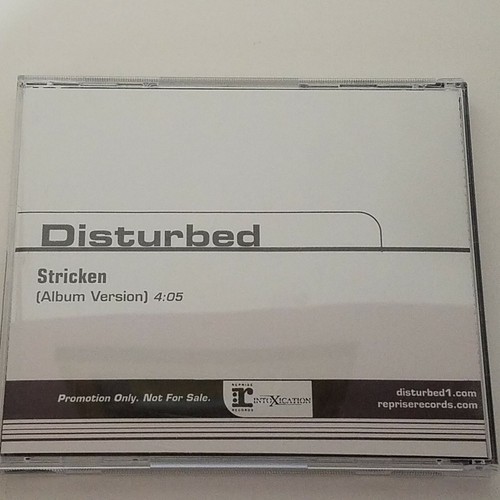 Disturbed
Stricken
(Album Version) 4:05
Promotion Only. Not For Sale.
REPRISE
r
RECORDS
INTOXICATION
disturbed1.com
repriserecords.com